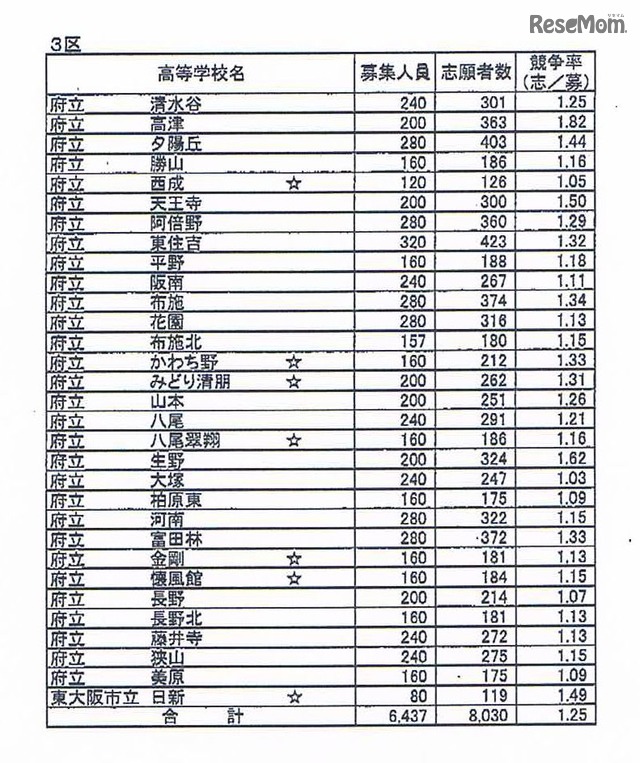 リセマム
ReseMom.
3区
高等学校名 募集人員 志願者数 競争率(志/募)
府立 清水谷 240 301 1.25
府立 高津 200 363 1.82
府立 夕陽丘 280 403 1.44
府立 勝山 160 186 1.16
府立 西成 ☆ 120 126 1.05
府立 天王寺 200 300 1.50
府立 阿倍野 280 360 1.29
府立 東住吉 320 423 1.32
府立 平野 160 188 1.18
府立 阪南 240 267 1.11
府立 布施 280 374 1.34
府立 花園 280 316 1.13
府立 布施北 157 180 1.15
府立 かわち野 ☆ 160 212 1.33
府立 みどり清朋 ☆ 200 262 1.31
府立 山本 200 251 1.26
府立 八尾 240 291 1.21
府立 八尾翠翔 ☆ 160 186 1.16
府立 生野 200 324 1.62
府立 大塚 240 247 1.03
府立 柏原東 160 175 1.09
府立 河南 280 322 1.15
府立 富田林 280 372 1.33
府立 金剛 ☆ 160 181 1.13
府立 懐風館 ☆ 160 184 1.15
府立 長野 200 214 1.07
府立 長野北 160 181 1.13
府立 藤井寺 240 272 1.13
府立 狭山 240 275 1.15
府立 美原 160 175 1.09
東大阪市立 日新 ☆ 80 119 1.49
合計 6,437 8,030 1.25